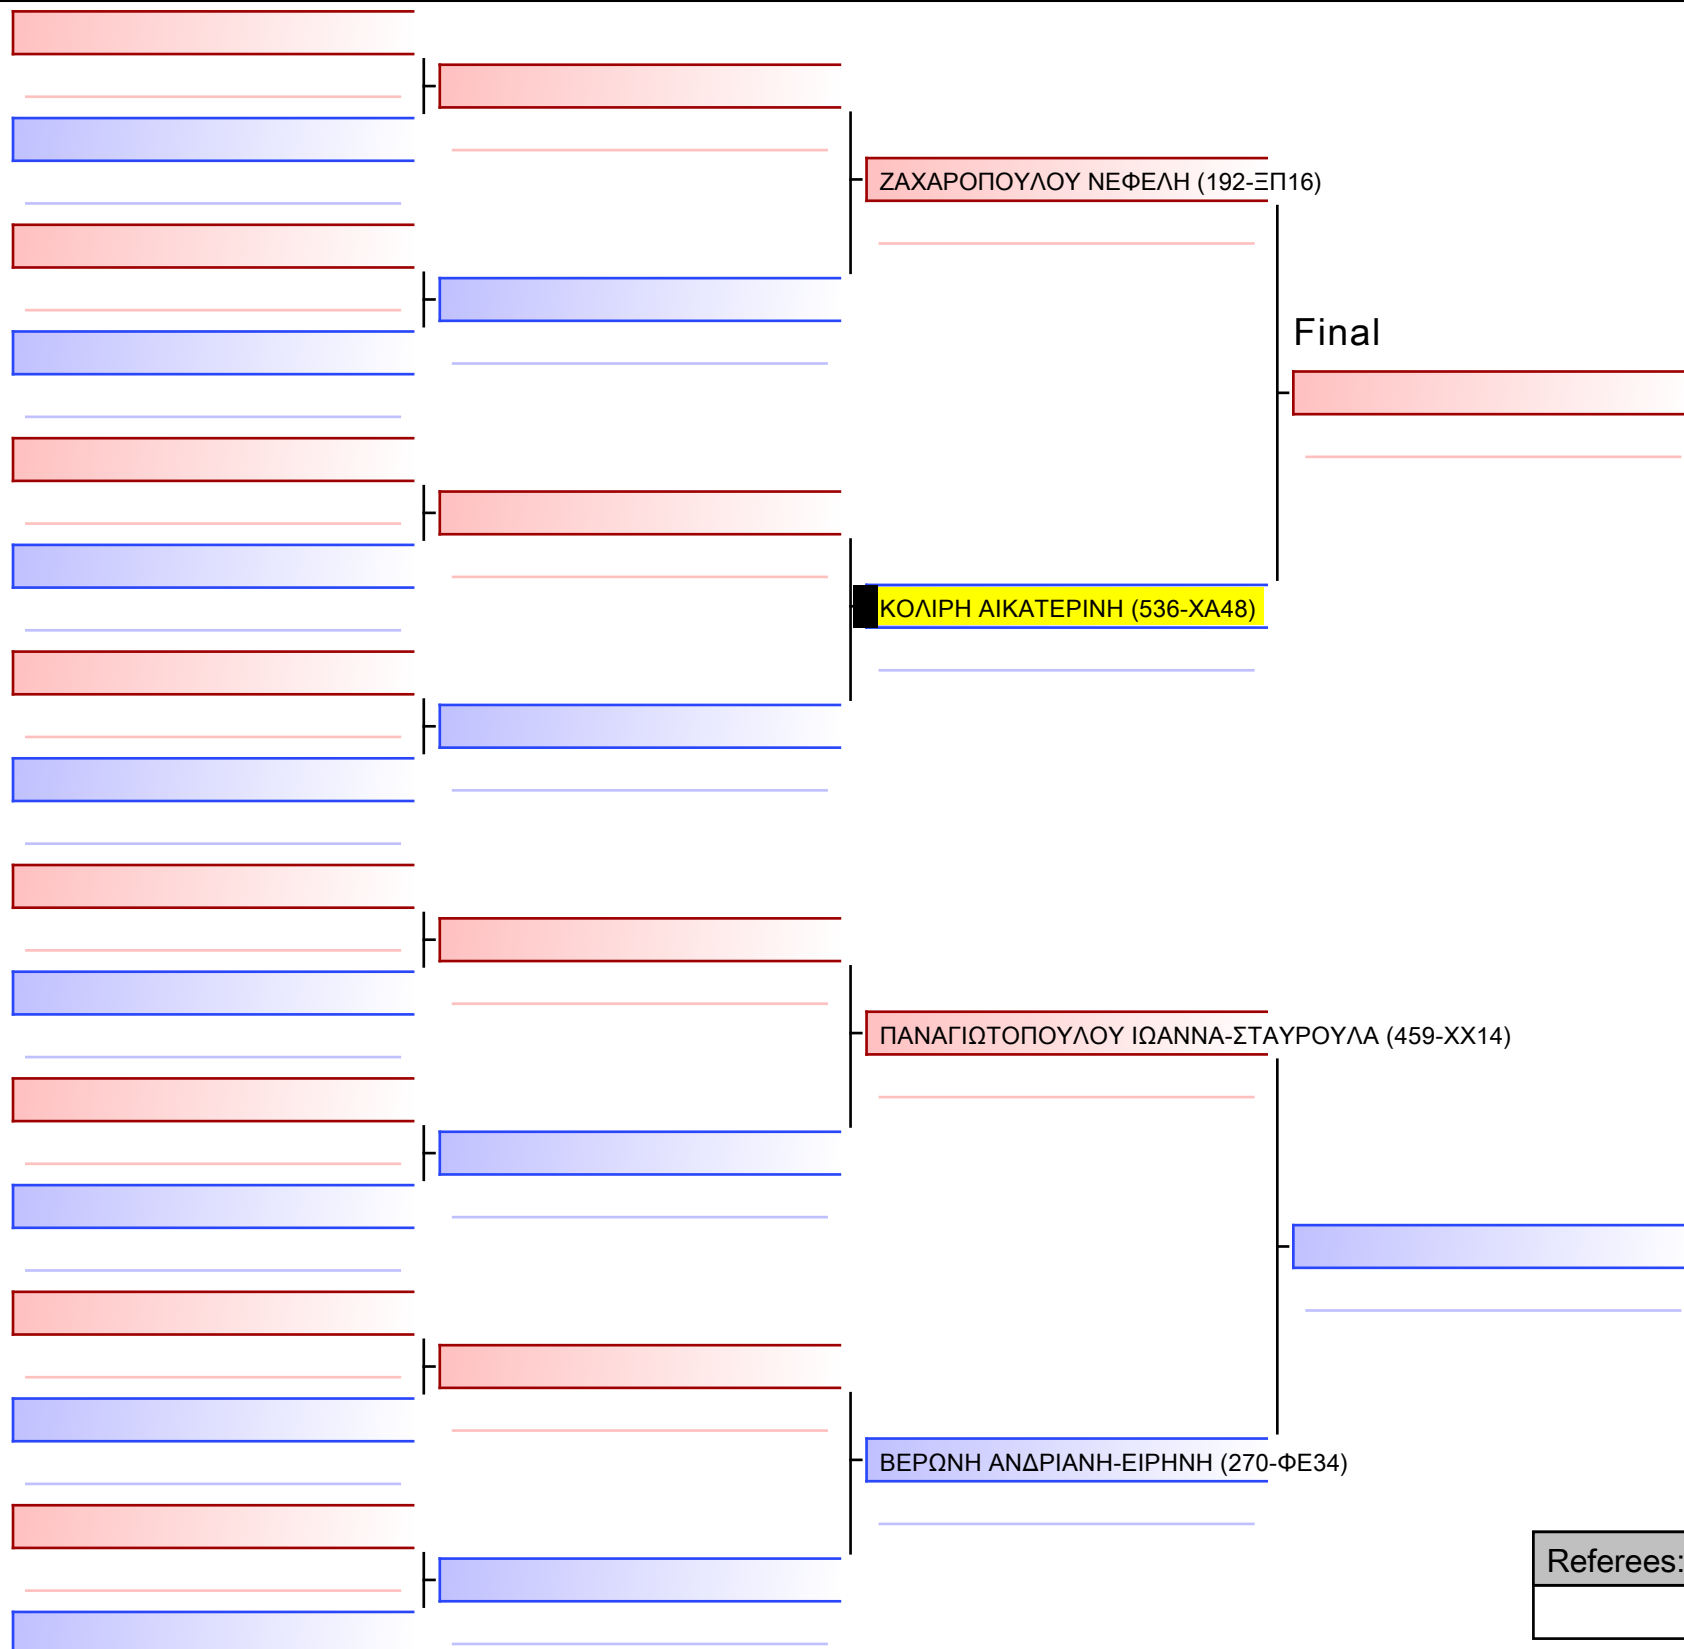 ΖΑΧΑΡΟΠΟΥΛΟΥ ΝΕΦΕΛΗ (192-ΞΠ16)
Final
ΚΟΛΙΡΗ ΑΙΚΑΤΕΡΙΝΗ (536-ΧΑ48)
ΠΑΝΑΓΙΩΤΟΠΟΥΛΟΥ ΙΩΑΝΝΑ-ΣΤΑΥΡΟΥΛΑ (459-ΧΧ14)
ΒΕΡΩΝΗ ΑΝΔΡΙΑΝΗ-ΕΙΡΗΝΗ (270-ΦΕ34)
Referees: